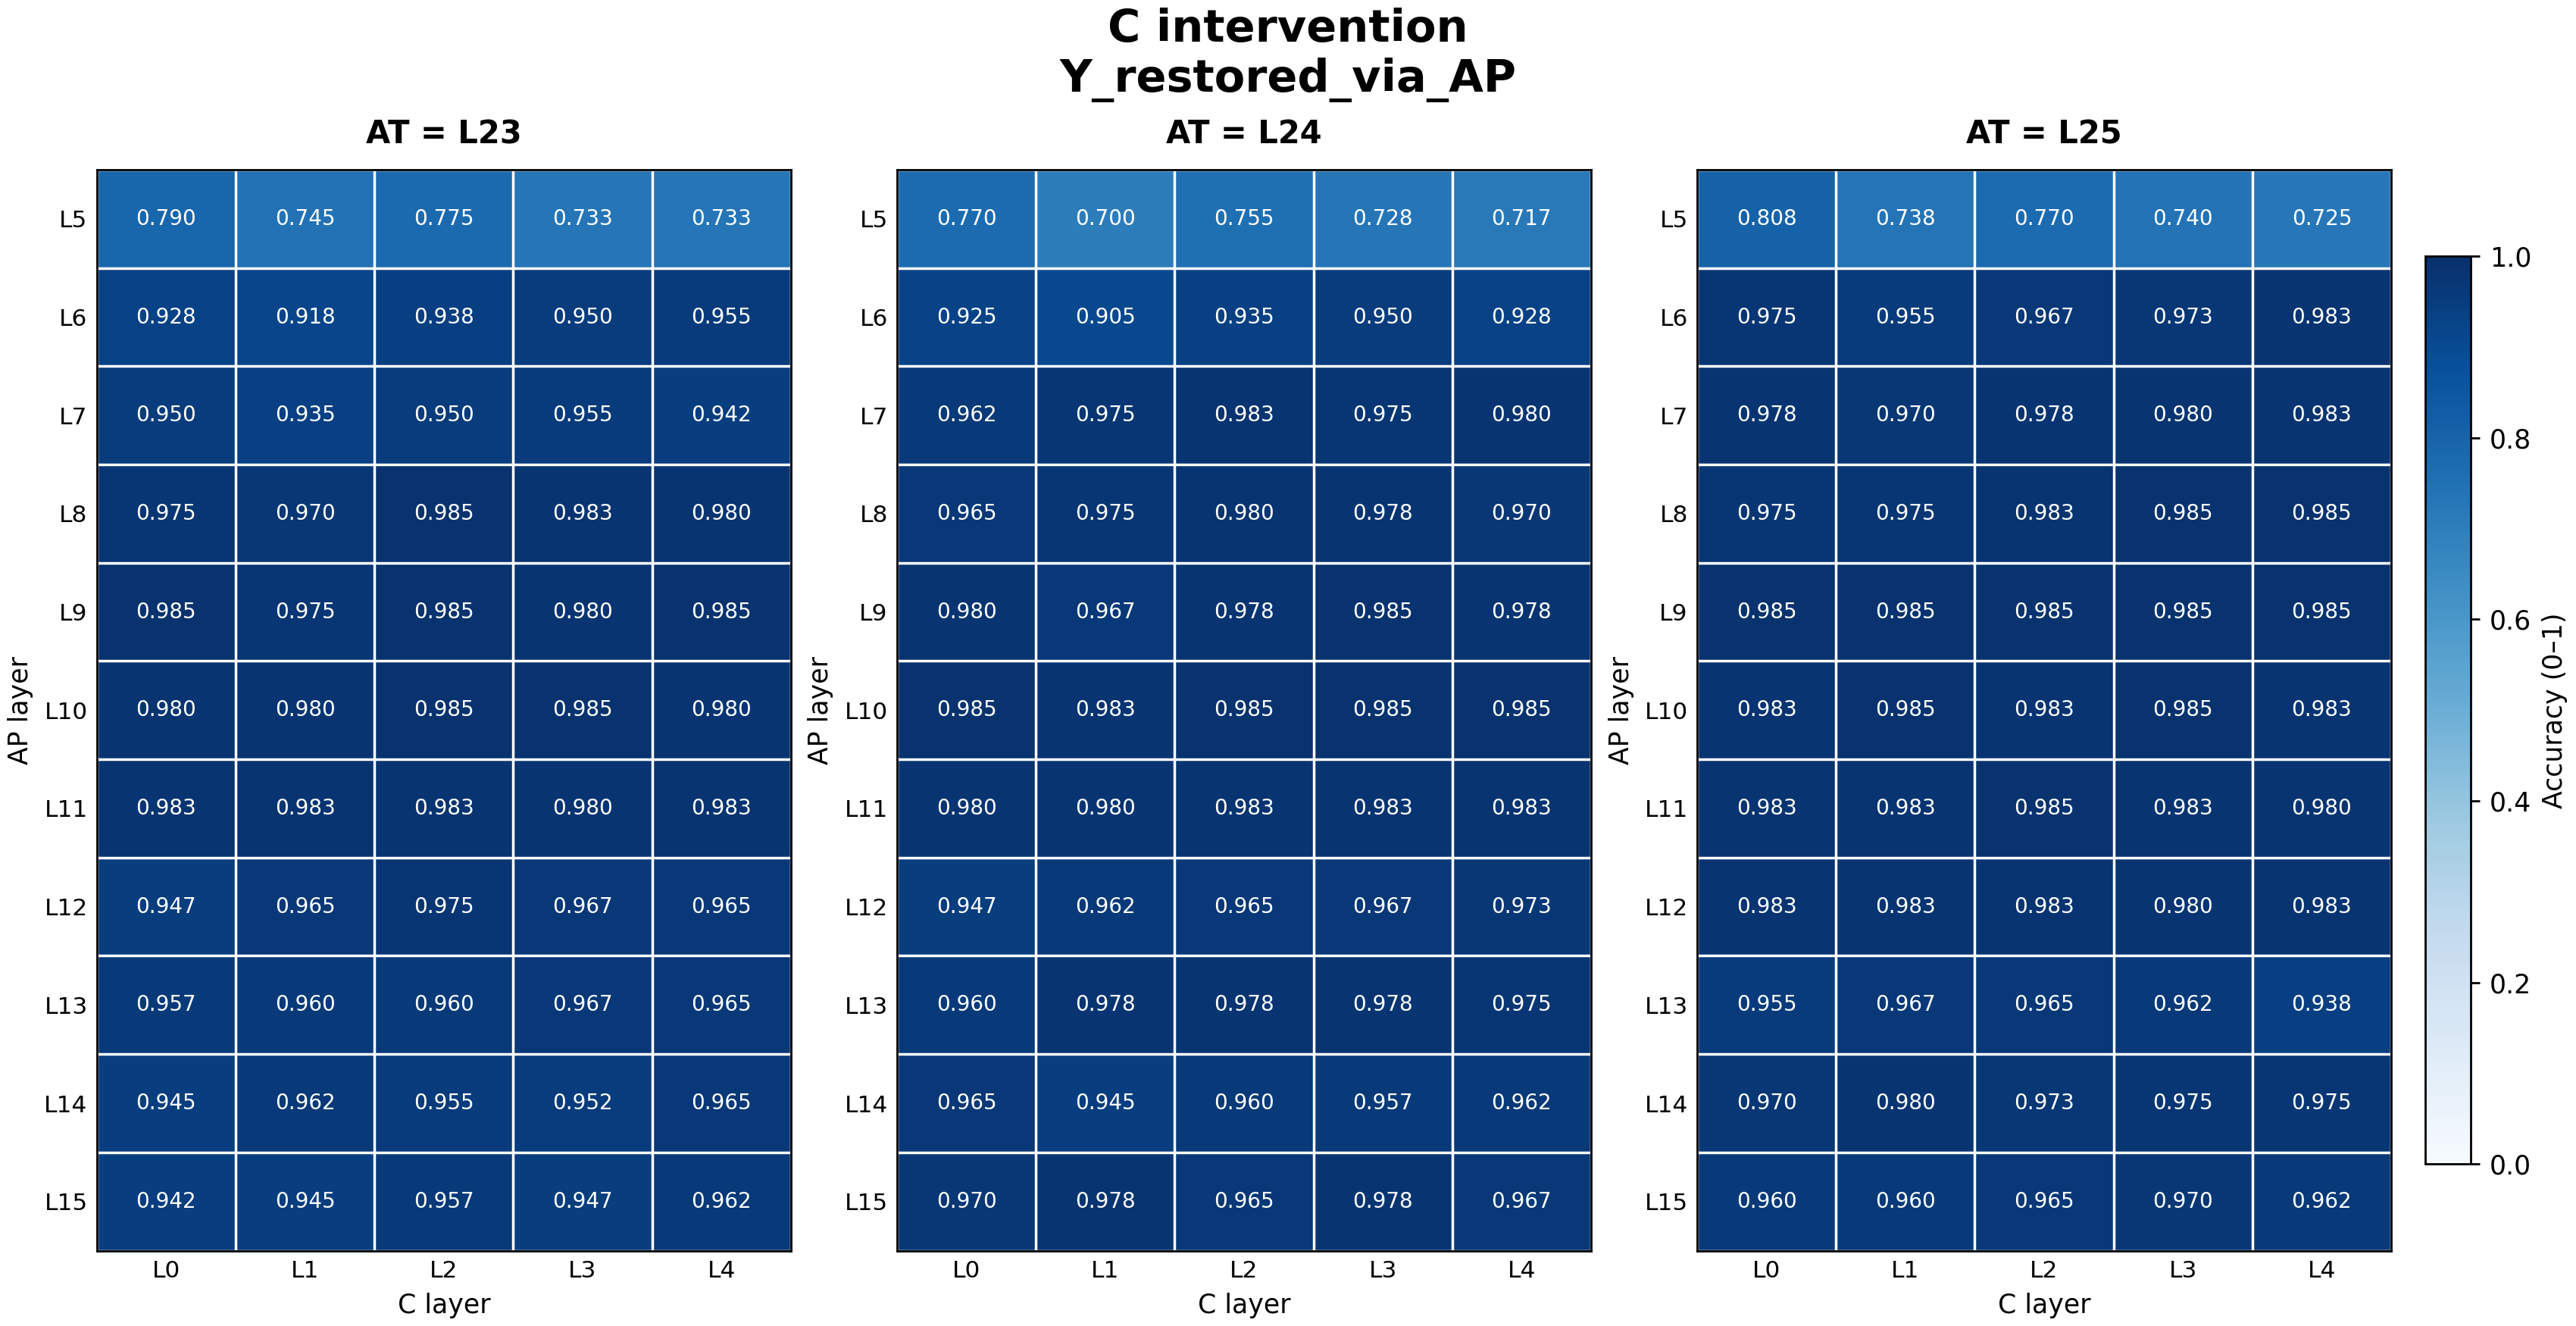 C intervention
Y_restored_via_AP
AT = L23
AT = L24
AT = L25
L5 0.790 0.745 0.775 0.733 0.733
L6 0.928 0.918 0.938 0.950 0.955
L7 0.950 0.935 0.950 0.955 0.942
L8 0.975 0.970 0.985 0.983 0.980
L9 0.985 0.975 0.985 0.980 0.985
L10 0.980 0.980 0.985 0.985 0.980
L11 0.983 0.983 0.983 0.980 0.983
L12 0.947 0.965 0.975 0.967 0.965
L13 0.957 0.960 0.960 0.967 0.965
L14 0.945 0.962 0.955 0.952 0.965
L15 0.942 0.945 0.957 0.947 0.962
L0 L1 L2 L3 L4
C layer
AP layer
L5 0.770 0.700 0.755 0.728 0.717
L6 0.925 0.905 0.935 0.950 0.928
L7 0.962 0.975 0.983 0.975 0.980
L8 0.965 0.975 0.980 0.978 0.970
L9 0.980 0.967 0.978 0.985 0.978
L10 0.985 0.983 0.985 0.985 0.985
L11 0.980 0.980 0.983 0.983 0.983
L12 0.947 0.962 0.965 0.967 0.973
L13 0.960 0.978 0.978 0.978 0.975
L14 0.965 0.945 0.960 0.957 0.962
L15 0.970 0.978 0.965 0.978 0.967
L0 L1 L2 L3 L4
C layer
AP layer
L5 0.808 0.738 0.770 0.740 0.725
L6 0.975 0.955 0.967 0.973 0.983
L7 0.978 0.970 0.978 0.980 0.983
L8 0.975 0.975 0.983 0.985 0.985
L9 0.985 0.985 0.985 0.985 0.985
L10 0.983 0.985 0.983 0.985 0.983
L11 0.983 0.983 0.985 0.983 0.980
L12 0.983 0.983 0.983 0.980 0.983
L13 0.955 0.967 0.965 0.962 0.938
L14 0.970 0.980 0.973 0.975 0.975
L15 0.960 0.960 0.965 0.970 0.962
L0 L1 L2 L3 L4
C layer
AP layer
1.0
0.8
0.6
0.4
0.2
0.0
Accuracy (0–1)